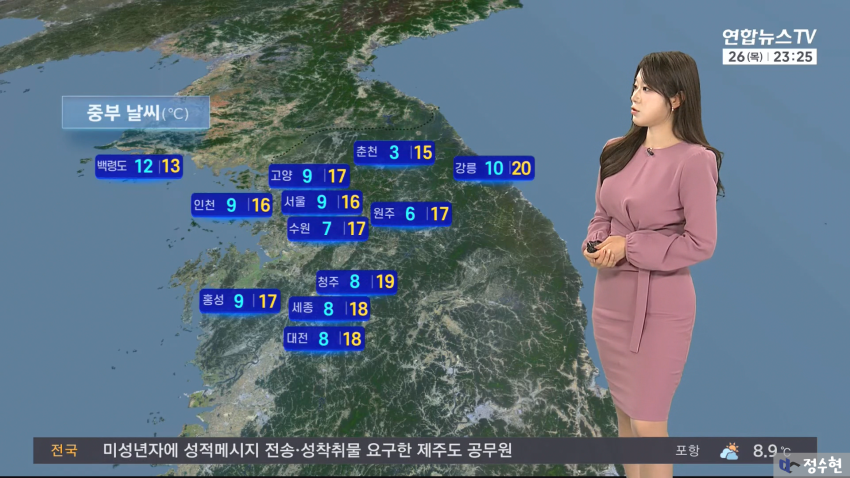 연합뉴스TV
26(목) 23:25
중부 날씨(℃)
백령도 12 13
춘천 3 15
강릉 10 20
고양 9 17
인천 9 16
서울 9 16
원주 6 17
수원 7 17
청주 8 19
홍성 9 17
세종 8 18
대전 8 18
전국 미성년자에 성적메시지 전송·성착취물 요구한 제주도 공무원 포항 8.9℃
정수현